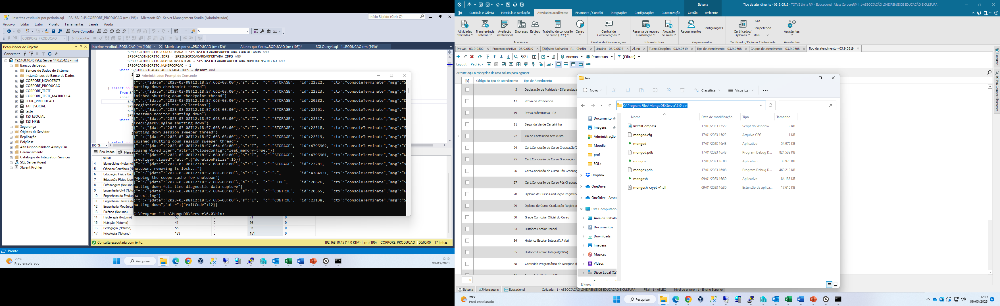 Inscritos vestibular por periodo.sql - 192.168.10.45.CORPORE_PRODUCAO (rm (196)) - Microsoft SQL Server Management Studio (Administrador)
Início Rápido (Ctrl+Q)
Arquivo Editar Exibir Projeto Ferramentas Janela Ajuda
Nova Consulta
$
CORPORE_PRODUCAO
Executar
Pesquisador de Objetos
Conectar
192.168.10.45 (SQL Server 14.0.2042.3 - rm)
Bancos de Dados
Bancos de Dados do Sistema
Instantâneos do Banco de Dados
CORPORE_NOVOTESTE
CORPORE_PRODUCAO
CORPORE_TESTE
CORPORE_TESTE_MATRICULA
FLUIG_PRODUCAO
TAF_ESOCIAL
teste
TSS_ESOCIAL
TSS_NFSE
Segurança
Objetos de Servidor
Replicação
PolyBase
Alta Disponibilidade Always On
Gerenciamento
Catálogos do Integration Services
SQL Server Agent
XEvent Profiler
Inscritos vestibul...RODUCAO (rm (196)) Matriculas por se...PRODUCAO (rm (52))* Alunos que fizera...RODUCAO (rm (108))* SQLQuery4.sql - 1...RODUCAO (rm (195))*
SPSOPCAOINSCRITO.CODCOLIGADA = SPSINSCRICAOAREAOFERTADA.CODCOLIGADA AND
SPSOPCAOINSCRITO.IDPS = SPSINSCRICAOAREAOFERTADA.IDPS AND
SPSOPCAOINSCRITO.NUMEROINSCRICAO = SPSINSCRICAOAREAOFERTADA.NUMEROINSCRICAO AND
SPSOPCAOINSCRITO.NUMEROOPCAO = 1
where SPSINSCRICAOAREAOFERTADA.IDPS = @psant and
( select coun
from SP
inner j
where S
( select coun
100 %
Resultados Mensa
NOME
4 Biomedicina (Noturno)
5 Ciências Contábeis (N
6 Educação Física Bach
7 Educação Física Licen
8 Enfermagem (Noturno)
9 Engenharia Civil (Notu
10 Engenharia de Produç
11 Engenharia Elétrica (N
12 Engenharia Mecânica
13 Estética (Noturno)
14 Fisioterapia (Noturno) 58 0 71 0
15 Nutrição (Noturno) 41 0 56 0
16 Pedagogia (Noturno) 55 0 65 0
17 Psicologia (Noturno) 139 0 151 0
Consulta executada com êxito. 192.168.10.45 (14.0 RTM) rm (196) CORPORE_PRODUCAO 00:00:00 17 linhas
Pronto
Administrador: Prompt de Comando
{"t":{"$date":"2023-03-08T12:18:57.662-03:00"},"s":"I", "c":"STORAGE", "id":22322, "ctx":"consoleTerminate","msg":"S
hutting down checkpoint thread"}
{"t":{"$date":"2023-03-08T12:18:57.662-03:00"},"s":"I", "c":"STORAGE", "id":22323, "ctx":"consoleTerminate","msg":"F
inished shutting down checkpoint thread"}
{"t":{"$date":"2023-03-08T12:18:57.663-03:00"},"s":"I", "c":"STORAGE", "id":20282, "ctx":"consoleTerminate","msg":"D
eregistering all the collections"}
{"t":{"$date":"2023-03-08T12:18:57.663-03:00"},"s":"I", "c":"STORAGE", "id":22261, "ctx":"consoleTerminate","msg":"T
imestamp monitor shutting down"}
{"t":{"$date":"2023-03-08T12:18:57.663-03:00"},"s":"I", "c":"STORAGE", "id":22317, "ctx":"consoleTerminate","msg":"W
iredTigerKVEngine shutting down"}
{"t":{"$date":"2023-03-08T12:18:57.663-03:00"},"s":"I", "c":"STORAGE", "id":22318, "ctx":"consoleTerminate","msg":"S
hutting down session sweeper thread"}
{"t":{"$date":"2023-03-08T12:18:57.663-03:00"},"s":"I", "c":"STORAGE", "id":22319, "ctx":"consoleTerminate","msg":"F
inished shutting down session sweeper thread"}
{"t":{"$date":"2023-03-08T12:18:57.664-03:00"},"s":"I", "c":"STORAGE", "id":4795902, "ctx":"consoleTerminate","msg":"C
losing WiredTiger","attr":{"closeConfig":"leak_memory=true,"}}
{"t":{"$date":"2023-03-08T12:18:57.680-03:00"},"s":"I", "c":"STORAGE", "id":4795901, "ctx":"consoleTerminate","msg":"W
iredTiger closed","attr":{"durationMillis":16}}
{"t":{"$date":"2023-03-08T12:18:57.680-03:00"},"s":"I", "c":"STORAGE", "id":22281, "ctx":"consoleTerminate","msg":"s
hutdown: removing fs lock..."}
{"t":{"$date":"2023-03-08T12:18:57.681-03:00"},"s":"I", "c":"-", "id":4784931, "ctx":"consoleTerminate","msg":"D
ropping the scope cache for shutdown"}
{"t":{"$date":"2023-03-08T12:18:57.682-03:00"},"s":"I", "c":"FTDC", "id":20626, "ctx":"consoleTerminate","msg":"S
hutting down full-time diagnostic data capture"}
{"t":{"$date":"2023-03-08T12:18:57.684-03:00"},"s":"I", "c":"CONTROL", "id":20565, "ctx":"consoleTerminate","msg":"N
ow exiting"}
{"t":{"$date":"2023-03-08T12:18:57.685-03:00"},"s":"I", "c":"CONTROL", "id":23138, "ctx":"consoleTerminate","msg":"S
hutting down","attr":{"exitCode":12}}
C:\Program Files\MongoDB\Server\6.0\bin>
29°C
Pred ensolarado
Pesquisar
12:19
08/03/2023
Sistema
Tipo de atendimento - 03.9.0519 - TOTVS Linha RM - Educacional Alias: CorporeRM | 1-ASSOCIAÇÃO LIMEIRENSE DE EDUCAÇÃO E CULTURA
Currículo e Oferta Matrícula e Avaliação Atividades acadêmicas Financeiro / Contábil Integrações Configurações Customização Gestão Ambiente
Atividades ofertadas
Transferência Interna
Avaliação institucional
Empresas
Estágio
Trabalho de conclusão de curso (TCC)
Censo
Central de Comunicações
Reserva de recurso e instalação
Alocação de salas
Requerimentos
Configurações
Certificados/ Diplomas
Livro
Competência
Mais...
Assistentes
Acadêmico Central de Comunicações Infraestrutura Requerimentos Certificado / Diploma / Solenidade Assistentes
Provas - 03.9.0502 Processo seletivo - 03.9.0519 [30]Alex Zacharias - R. - Chefe: Usuário - 03.9.0507 Aluno Turma Disciplina - 03.9.0519 Tipo de atendimento - 03.9.0508 Grupos de atendimento - 03.9.0508 Tipo de atendimento - 03.9.0519
5/21 Anexos Processos [Filtrar]
Layout: Padrão
Arraste aqui o cabeçalho de uma coluna para agrupar
[x] Código do tipo de atendimento Tipo de Atendimento
3 Declaração de Matrícula - Diferenciada
17 Prova de Proficiência
19 Prova Substitutiva - P3
21 Segunda Via de Carteirinha
22 Via de Carteirinha sem custo
24 Cert.Conclusão de Curso Graduação(2
25 Cert.Conclusão de Curso Graduação
26 Cert.Conclusão de Curso Pós-Graduaç
27 Cert.Conclusão de Curso Pós-Graduaç
28 Diploma de Curso Graduação Registrad
29 Diploma de Curso Graduação Registrad
30 Grade Curricular Oficial do Curso
33 Histórico Escolar Parcial
34 Histórico Escolar Integral(1ª Via)
35 Histórico Escolar Integral(2ªVia)
38 Conteúdo Programático de Disciplina (E
0
Executar
TOTVS Compartilhamento
Sistema Mensagens Educacional Coligada : 1 - ASSOCIAÇÃO LIMEIRENSE DE EDUCAÇÃO E CULTURA Filial : 1 - ASLEC Nível de ensino : 1 - Ensino Superior
bin
Novo Classificar Visualizar
C:\Program Files\MongoDB\Server\6.0\bin
Documento
Imagens
Administração
Moodle
prof
SQLs
Dropbox
OneDrive
OneDrive - Assoc
Este Computado
Área de Trabalh
Documentos
Downloads
Imagens
Músicas
Vídeos
Disco Local (C:)
Nome Data de modificação Tipo Tamanho
InstallCompass 17/01/2023 15:22 Script do Window... 2 KB
mongod.cfg 17/01/2023 15:22 Arquivo CFG 1 KB
mongod 17/01/2023 16:43 Aplicativo 54.979 KB
mongod.pdb 17/01/2023 16:43 Program Debug D... 824.532 KB
mongos 17/01/2023 16:08 Aplicativo 33.976 KB
mongos.pdb 17/01/2023 16:08 Program Debug D... 460.212 KB
mongosh 09/01/2023 16:30 Aplicativo 84.136 KB
mongosh_crypt_v1.dll 09/01/2023 16:30 Extensão de aplica... 17.610 KB
8 itens
29°C
Pred ensolarado
Pesquisar
12:19
08/03/2023
6